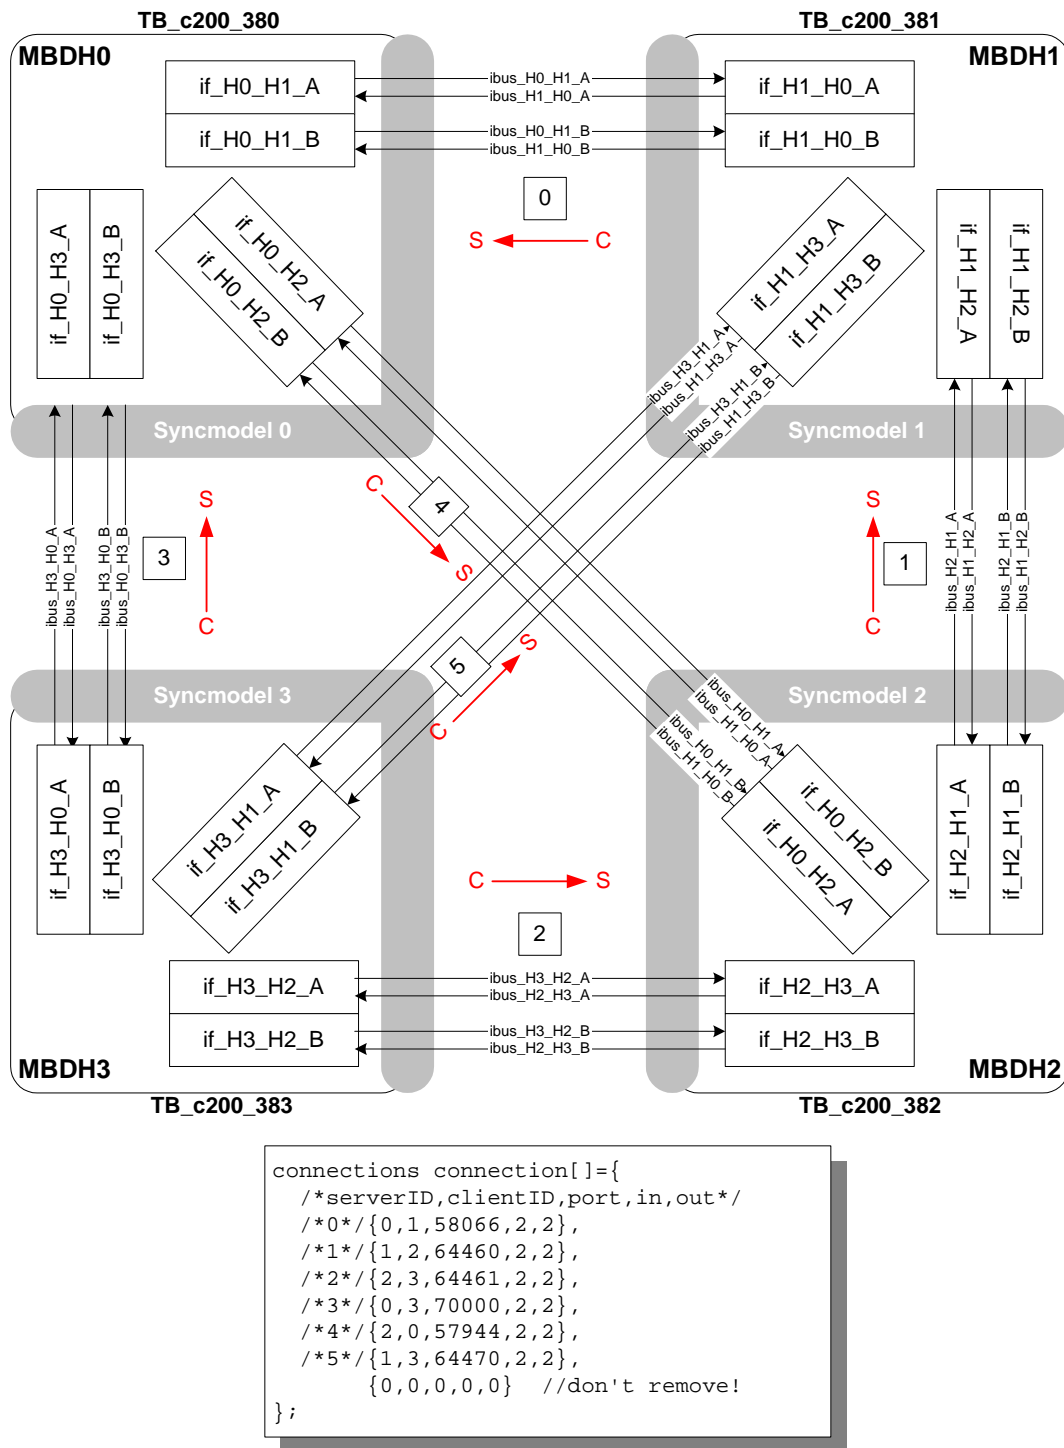 TB_c200_380
TB_c200_381
MBDH0
MBDH1
if_H0_H1_A
ibus_H0_H1_A
ibus_H1_H0_A
if_H1_H0_A
if_H0_H1_B
ibus_H0_H1_B
ibus_H1_H0_B
if_H1_H0_B
0
S
C
if_H0_H3_A
if_H0_H3_B
if_H0_H2_A
if_H0_H2_B
if_H1_H3_A
if_H1_H3_B
if_H1_H2_A
if_H1_H2_B
ibus_H3_H1_A
ibus_H1_H3_A
ibus_H3_H1_B
ibus_H1_H3_B
Syncmodel 0
Syncmodel 1
ibus_H3_H0_A
ibus_H0_H3_A
ibus_H3_H0_B
ibus_H0_H3_B
3
S
C
C
4
S
S
C
1
ibus_H2_H1_A
ibus_H1_H2_A
ibus_H2_H1_B
ibus_H1_H2_B
5
S
C
Syncmodel 3
Syncmodel 2
ibus_H0_H1_A
ibus_H1_H0_A
ibus_H0_H1_B
ibus_H1_H0_B
if_H3_H0_A
if_H3_H0_B
if_H3_H1_A
if_H3_H1_B
if_H0_H2_B
if_H0_H2_A
if_H2_H1_A
if_H2_H1_B
C
S
2
if_H3_H2_A
ibus_H3_H2_A
ibus_H2_H3_A
if_H2_H3_A
if_H3_H2_B
ibus_H3_H2_B
ibus_H2_H3_B
if_H2_H3_B
MBDH3
MBDH2
TB_c200_383
TB_c200_382
connections connection[]={
/*serverID,clientID,port,in,out*/
/*0*/{0,1,58066,2,2},
/*1*/{1,2,64460,2,2},
/*2*/{2,3,64461,2,2},
/*3*/{0,3,70000,2,2},
/*4*/{2,0,57944,2,2},
/*5*/{1,3,64470,2,2},
{0,0,0,0,0} //don't remove!
};